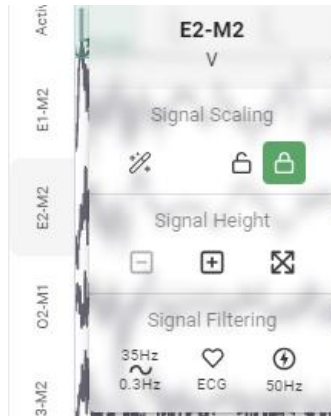 Activ
E1-M2
E2-M2
O2-M1
3-M2
E2-M2
V
Signal Scaling
Signal Height
Signal Filtering
35Hz
0.3Hz
ECG
50Hz